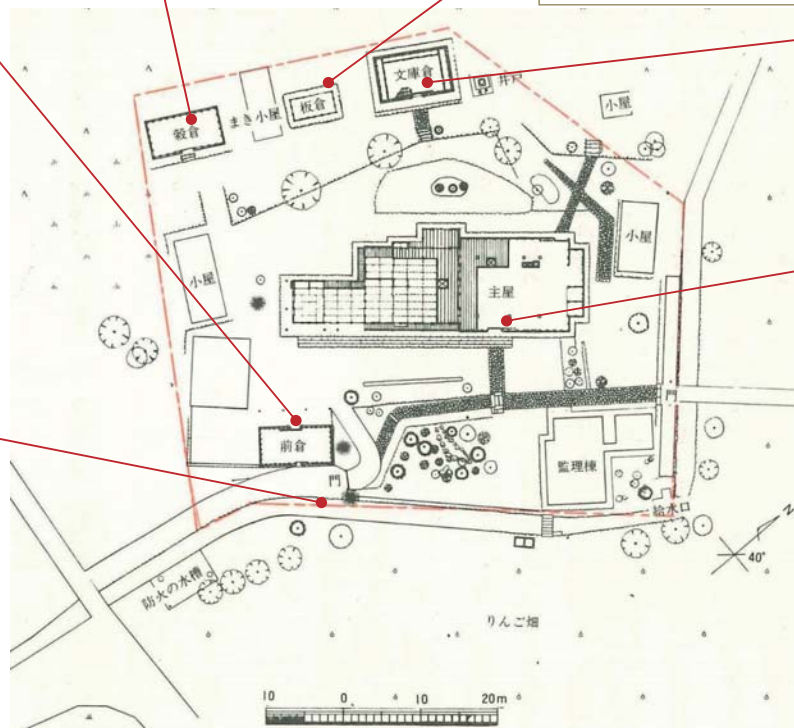 文庫倉
井戸
板倉
まき小屋
穀倉
小屋
小屋
小屋
主屋
前倉
門
門
監理棟
給水口
防火の水槽
りんご畑
N
40°
10 0 10 20m